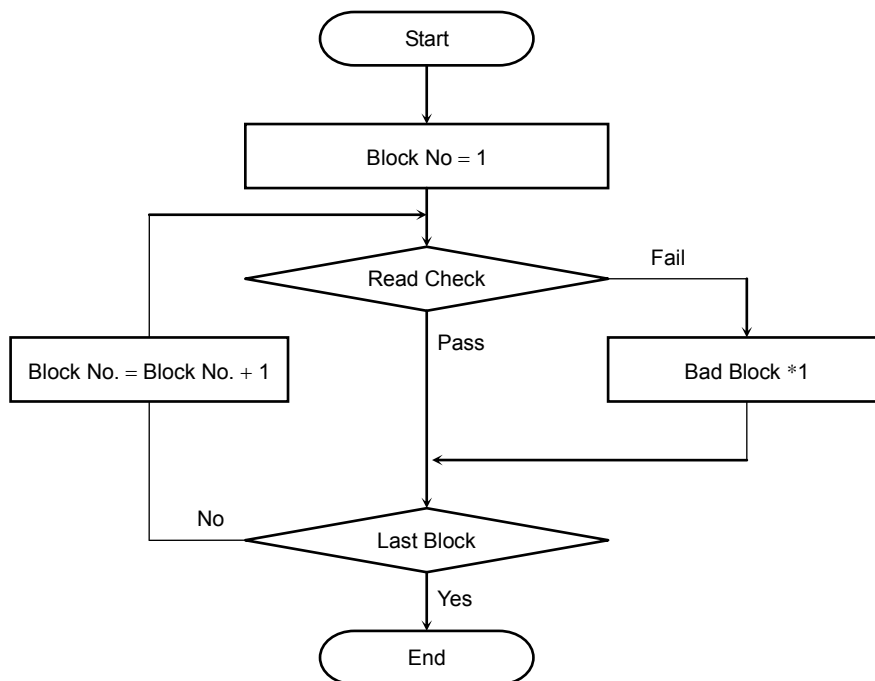 Start
Block No = 1
Read Check
Fail
Pass
Block No. = Block No. + 1
Bad Block *1
No
Last Block
Yes
End